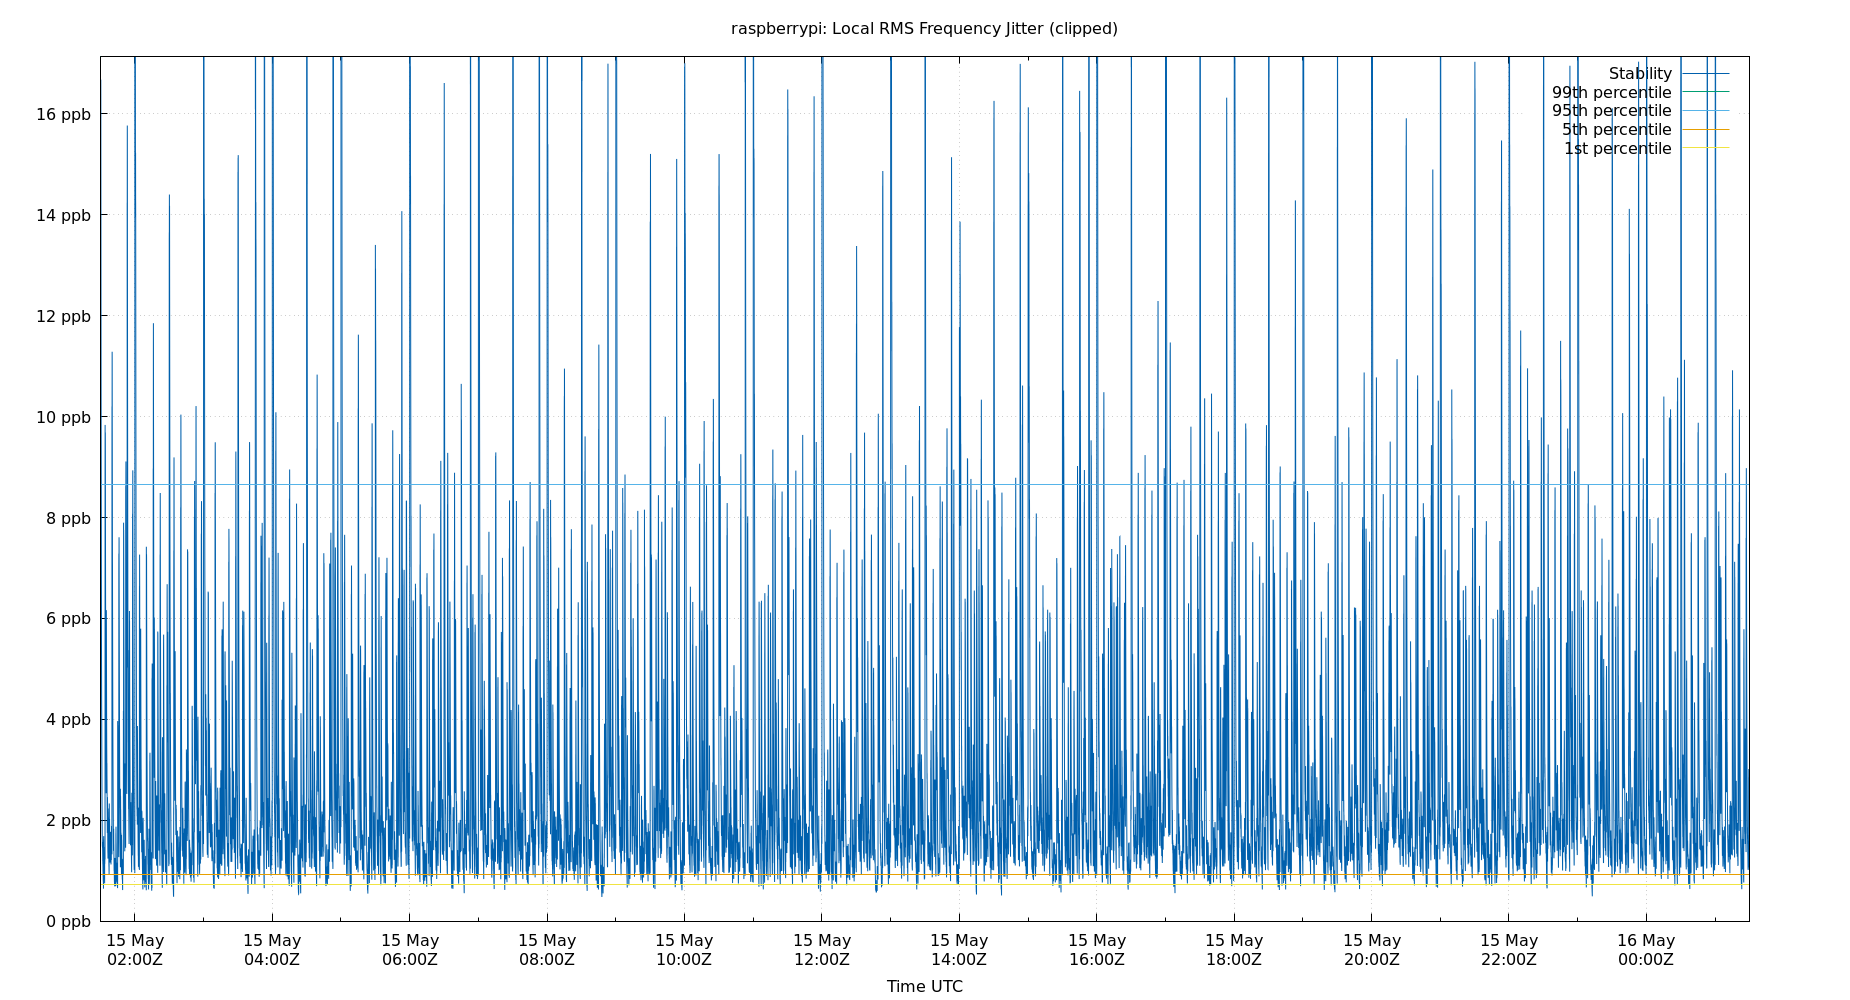 raspberrypi: Local RMS Frequency Jitter (clipped)
Stability
99th percentile
95th percentile
5th percentile
1st percentile
16 ppb
14 ppb
12 ppb
10 ppb
8 ppb
6 ppb
4 ppb
2 ppb
0 ppb
15 May 15 May 15 May 15 May 15 May 15 May 15 May 15 May 15 May 15 May 15 May 16 May
02:00Z 04:00Z 06:00Z 08:00Z 10:00Z 12:00Z 14:00Z 16:00Z 18:00Z 20:00Z 22:00Z 00:00Z
Time UTC